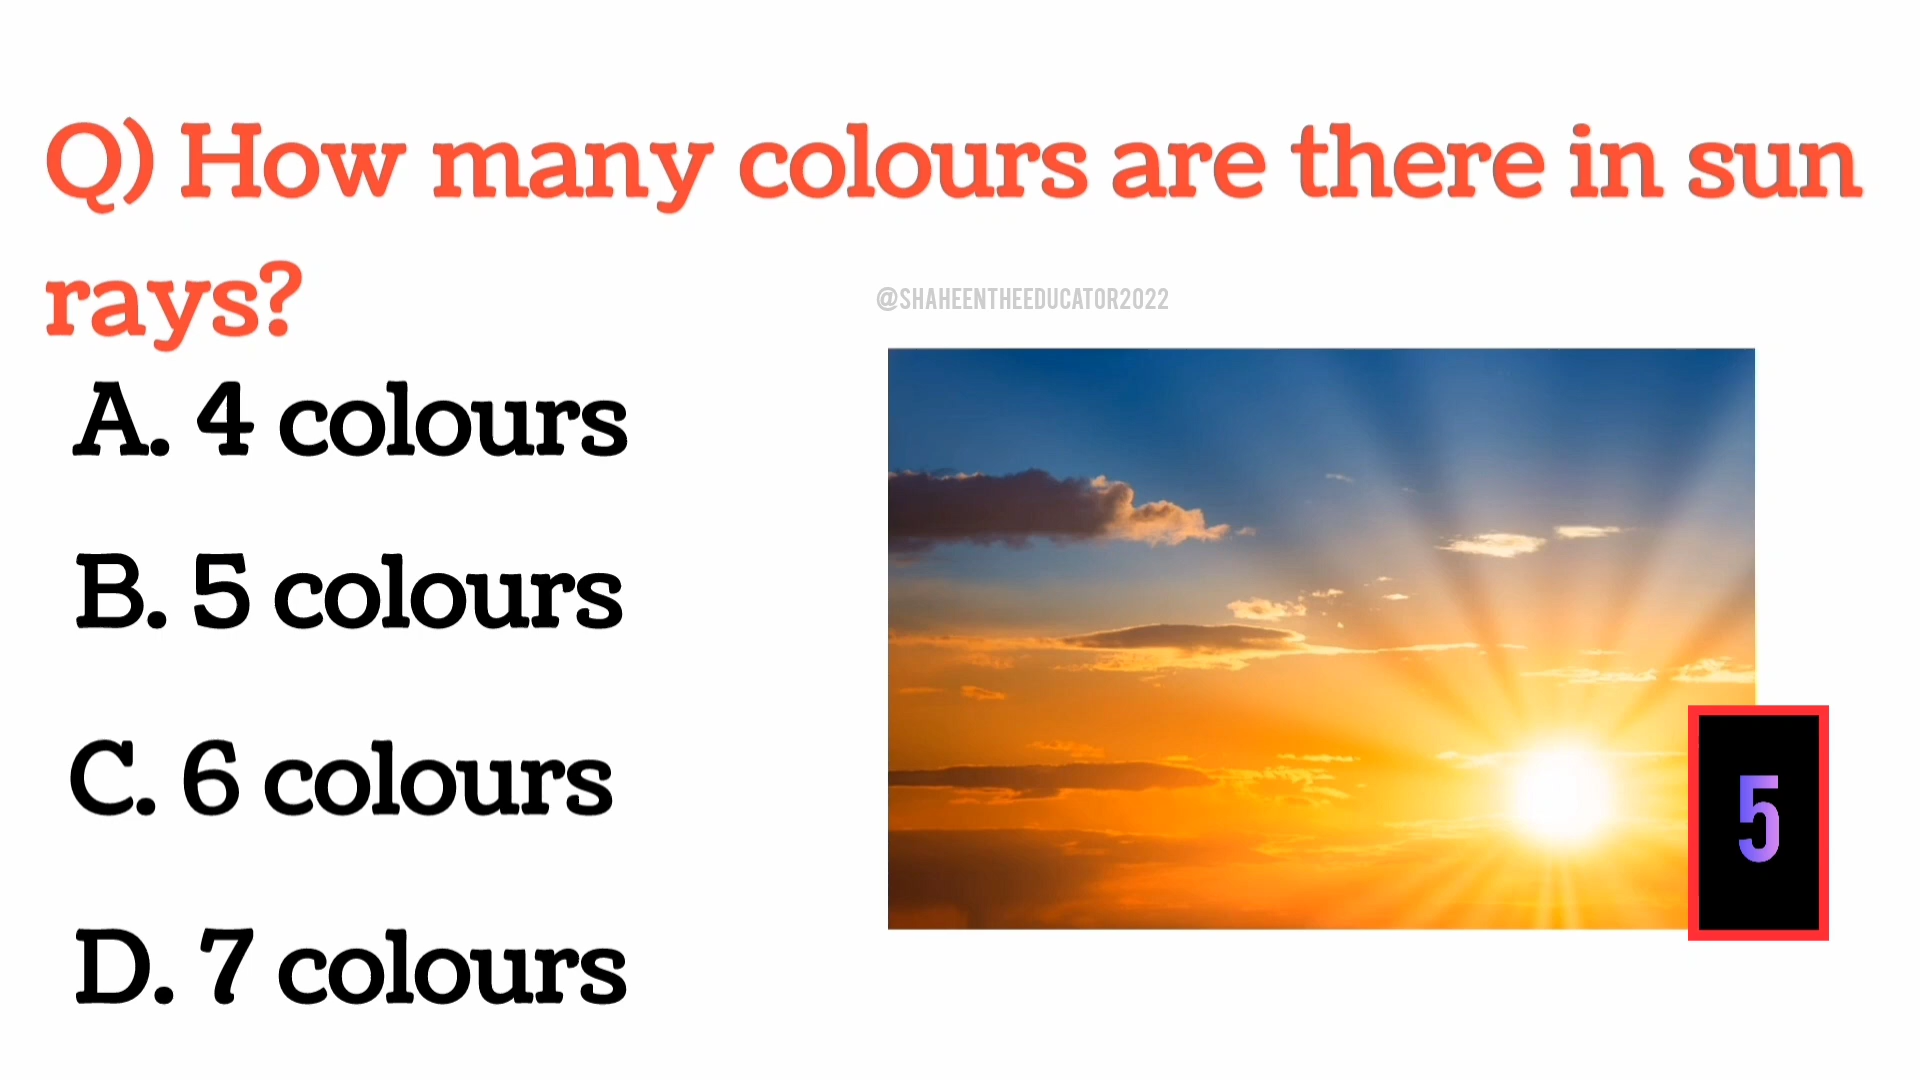 Q) How many colours are there in sun
rays?
@SHAHEENTHEEDUCATOR2022
A. 4 colours
B. 5 colours
C. 6 colours
D. 7 colours
5